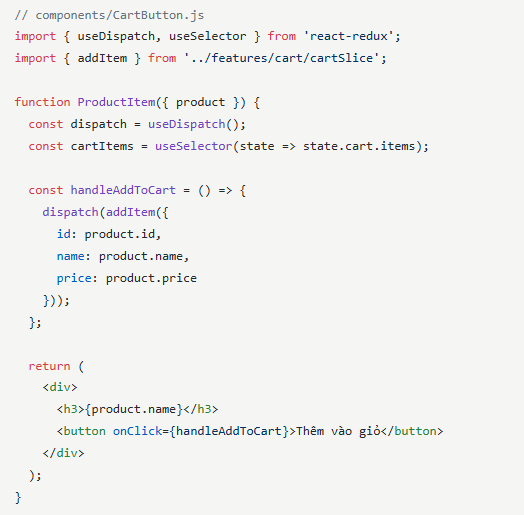 // components/CartButton.js
import { useDispatch, useSelector } from 'react-redux';
import { addItem } from '../features/cart/cartSlice';

function ProductItem({ product }) {
  const dispatch = useDispatch();
  const cartItems = useSelector(state => state.cart.items);

  const handleAddToCart = () => {
    dispatch(addItem({
      id: product.id,
      name: product.name,
      price: product.price
    }));
  };

  return (
    <div>
      <h3>{product.name}</h3>
      <button onClick={handleAddToCart}>Thêm vào giỏ</button>
    </div>
  );
}